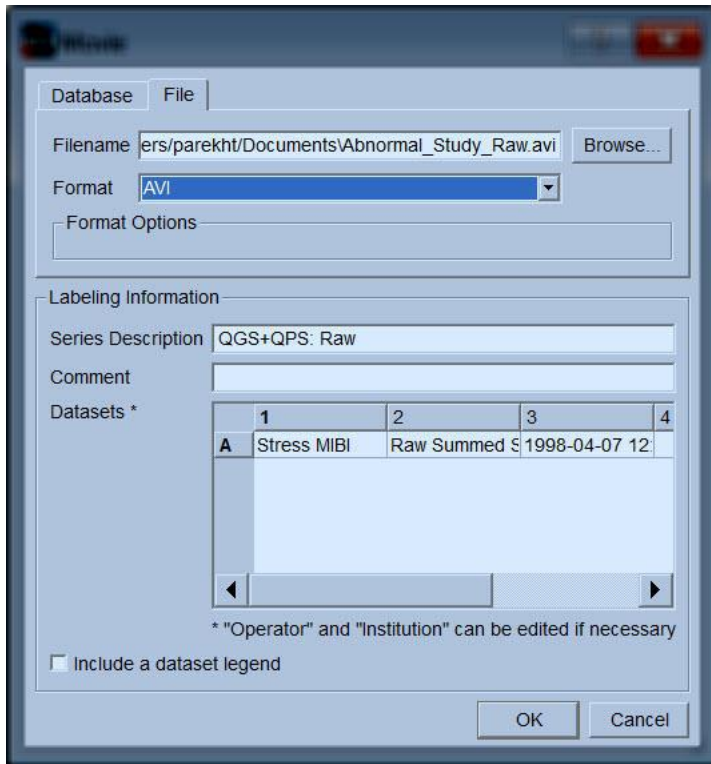 Movie
Database File
Filename ers/parekht/Documents\Abnormal_Study_Raw.avi Browse...
Format AVI
Format Options
Labeling Information
Series Description QGS+QPS: Raw
Comment
Datasets *
1 2 3 4
A Stress MIBI Raw Summed S 1998-04-07 12:
* "Operator" and "Institution" can be edited if necessary
Include a dataset legend
OK Cancel